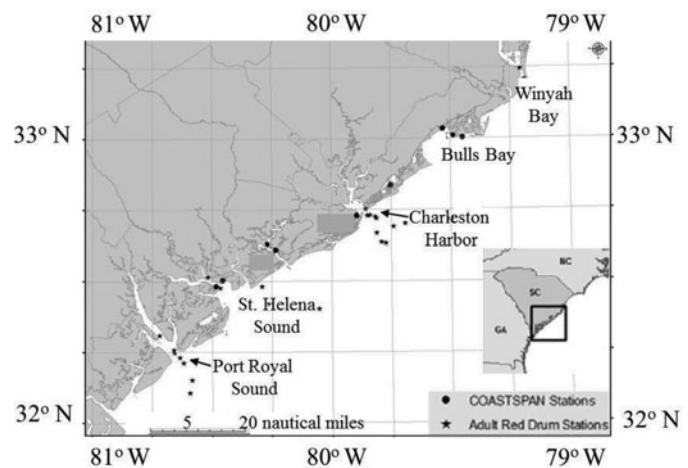 81° W
80° W
79° W
Winyah
Bay
33° N
33° N
Bulls Bay
Charleston
Harbor
NC
SC
GA
St. Helena
Sound
Port Royal
Sound
COASTSPAN Stations
Adult Red Drum Stations
32° N
32° N
5 20 nautical miles
81° W
80° W
79° W